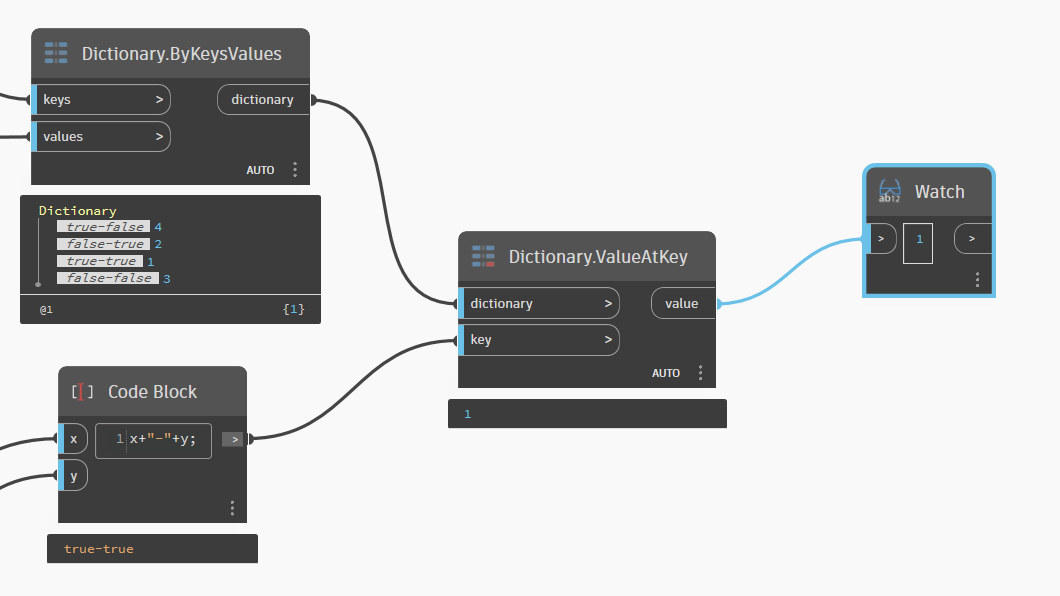 Dictionary.ByKeysValues
keys >
dictionary
values >
AUTO
Dictionary
true-false 4
false-true 2
true-true 1
false-false 3
@1 {1}
Code Block
x
1 x+"-"+y;
>
y
true-true
Dictionary.ValueAtKey
dictionary >
value
key >
AUTO
1
Watch
ab12
> 1 >